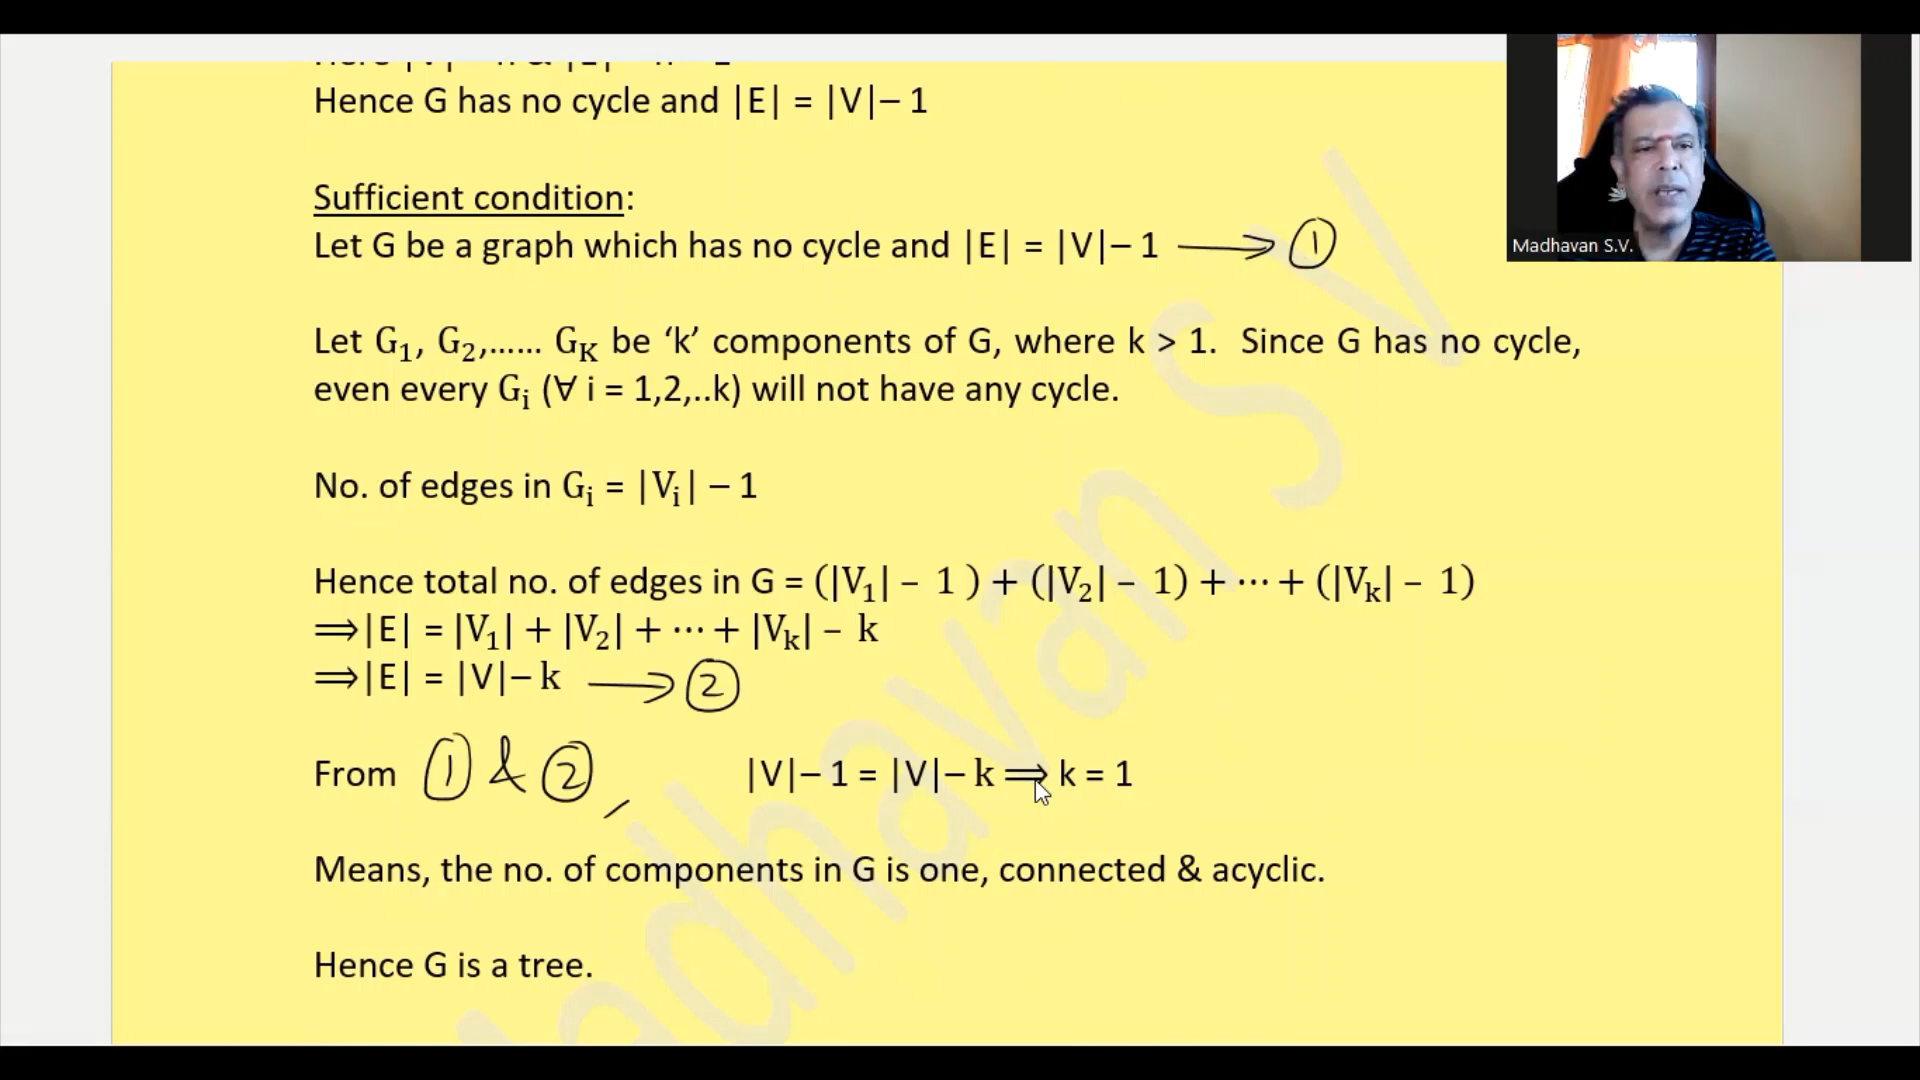 Hence G has no cycle and |E| = |V|– 1
Sufficient condition:
Let G be a graph which has no cycle and |E| = |V|– 1 ⟶ ①
Let G₁, G₂,…… G_K be ‘k’ components of G, where k > 1. Since G has no cycle,
even every Gᵢ (∀ i = 1,2,..k) will not have any cycle.
No. of edges in Gᵢ = |Vᵢ| – 1
Hence total no. of edges in G = (|V₁| – 1 ) + (|V₂| – 1) + ⋯ + (|Vₖ| – 1)
⟹|E| = |V₁| + |V₂| + ⋯ + |Vₖ| – k
⟹|E| = |V|– k ⟶ ②
From ① & ②, |V|– 1 = |V|– k ⟹ k = 1
Means, the no. of components in G is one, connected & acyclic.
Hence G is a tree.
Madhavan S.V.
Madhavan S V